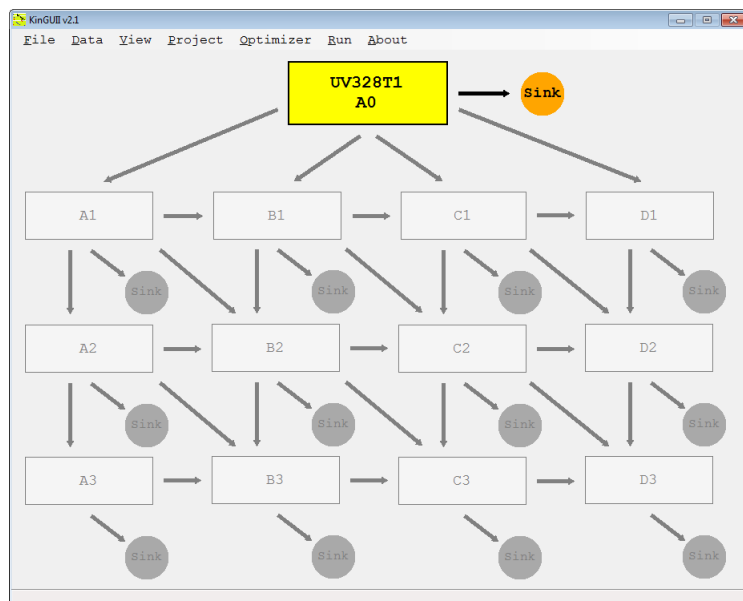 KinGUII v2.1
File Data View Project Optimizer Run About
UV328T1
A0
Sink
A1 B1 C1 D1
Sink Sink Sink Sink
A2 B2 C2 D2
Sink Sink Sink Sink
A3 B3 C3 D3
Sink Sink Sink Sink